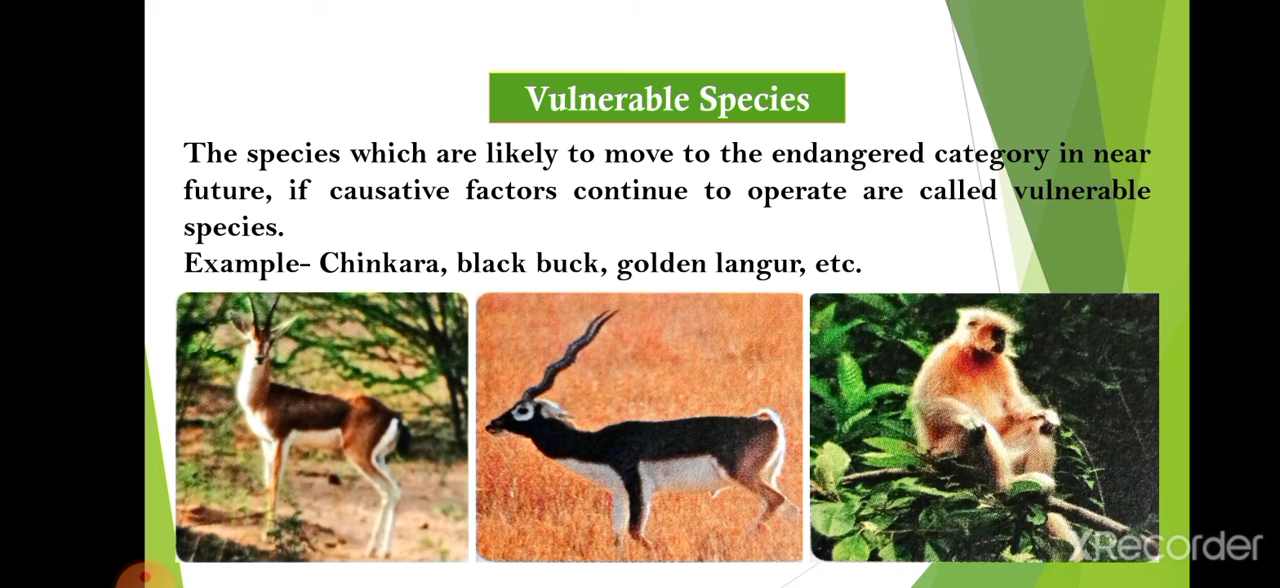 Vulnerable Species
The species which are likely to move to the endangered category in near
future, if causative factors continue to operate are called vulnerable
species.
Example- Chinkara, black buck, golden langur, etc.
XRecorder